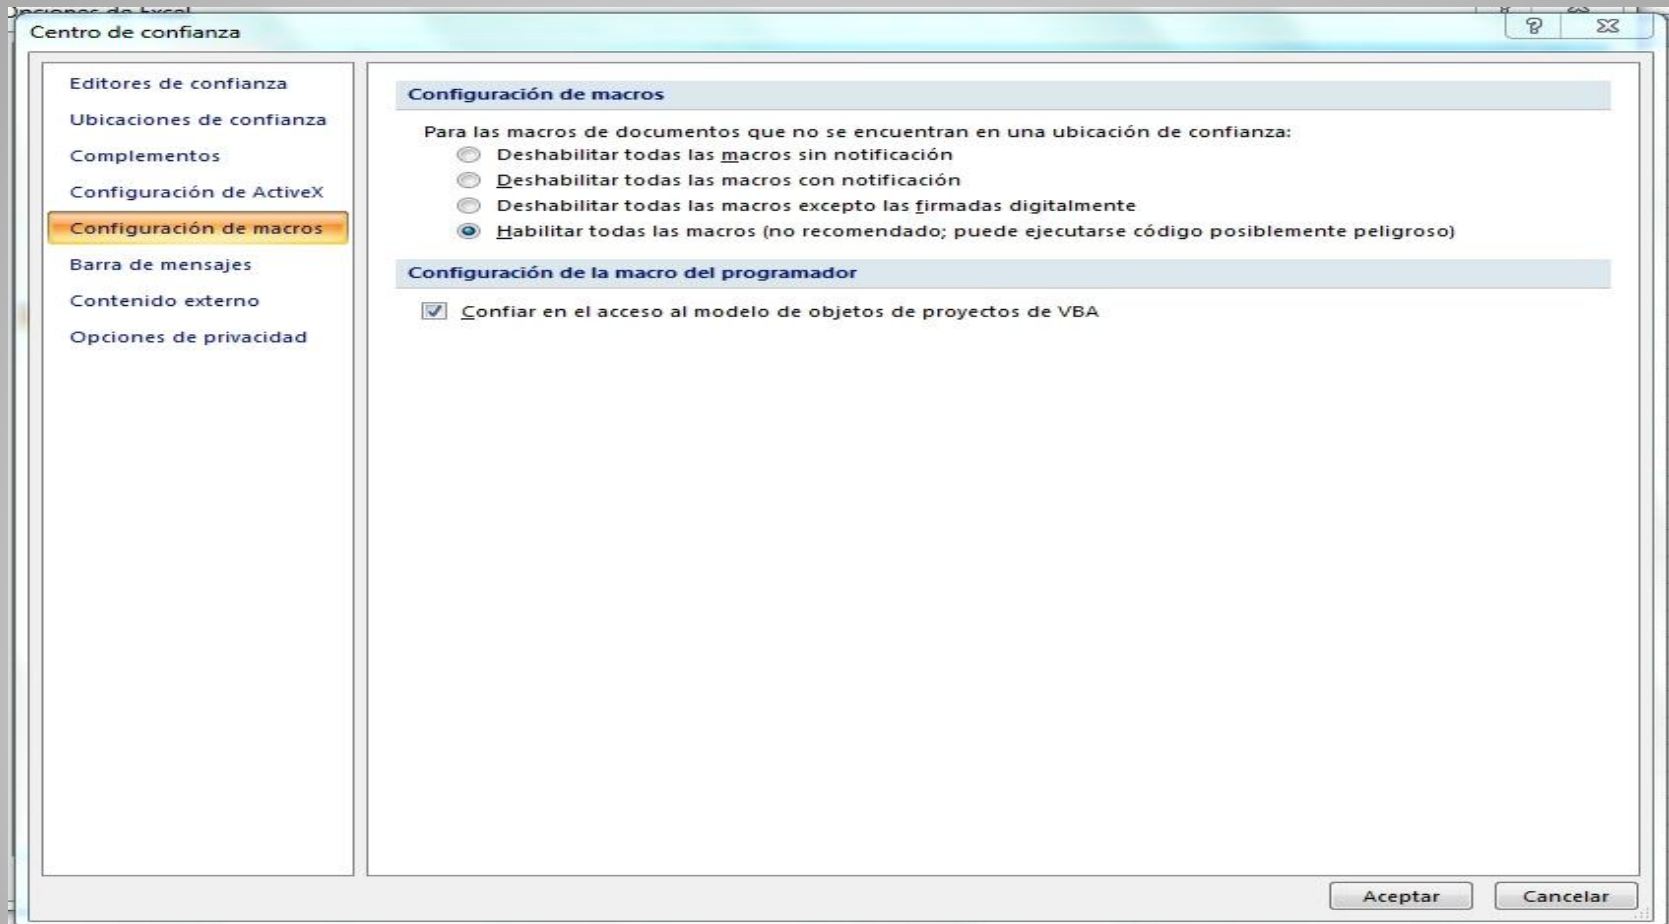 Opciones de Excel
Centro de confianza
Editores de confianza
Ubicaciones de confianza
Complementos
Configuración de ActiveX
Configuración de macros
Barra de mensajes
Contenido externo
Opciones de privacidad
Configuración de macros
Para las macros de documentos que no se encuentran en una ubicación de confianza:
Deshabilitar todas las macros sin notificación
Deshabilitar todas las macros con notificación
Deshabilitar todas las macros excepto las firmadas digitalmente
Habilitar todas las macros (no recomendado; puede ejecutarse código posiblemente peligroso)
Configuración de la macro del programador
Confiar en el acceso al modelo de objetos de proyectos de VBA
Aceptar
Cancelar